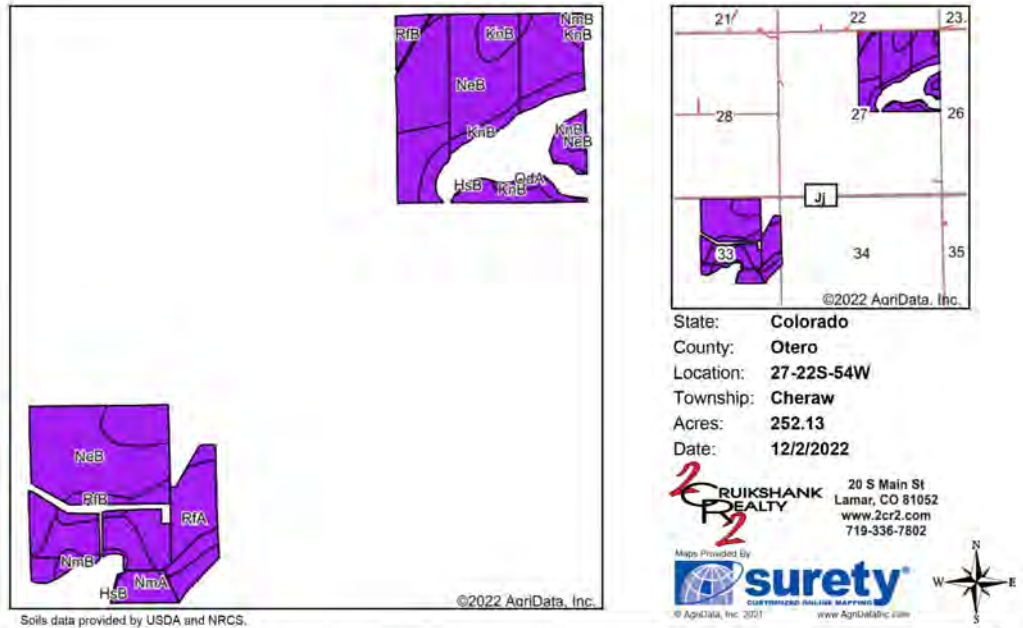 RfB
KnB
NmB
KnB
NeB
KnB
KnB
NeB
HsB
KnB
OdA
NeB
RfB
RfA
NmB
HsB
NmA
©2022 AgriData, Inc.
Soils data provided by USDA and NRCS.
21
22
23
28
27
26
Jj
33
34
35
©2022 AgriData, Inc.
State: Colorado
County: Otero
Location: 27-22S-54W
Township: Cheraw
Acres: 252.13
Date: 12/2/2022
2 CRUIKSHANK
REALTY
R2
20 S Main St
Lamar, CO 81052
www.2cr2.com
719-336-7802
Maps Provided By
surety®
CUSTOMIZED ONLINE MAPPING
© AgriData, Inc. 2021
www.AgriDataInc.com
N
W
E
S